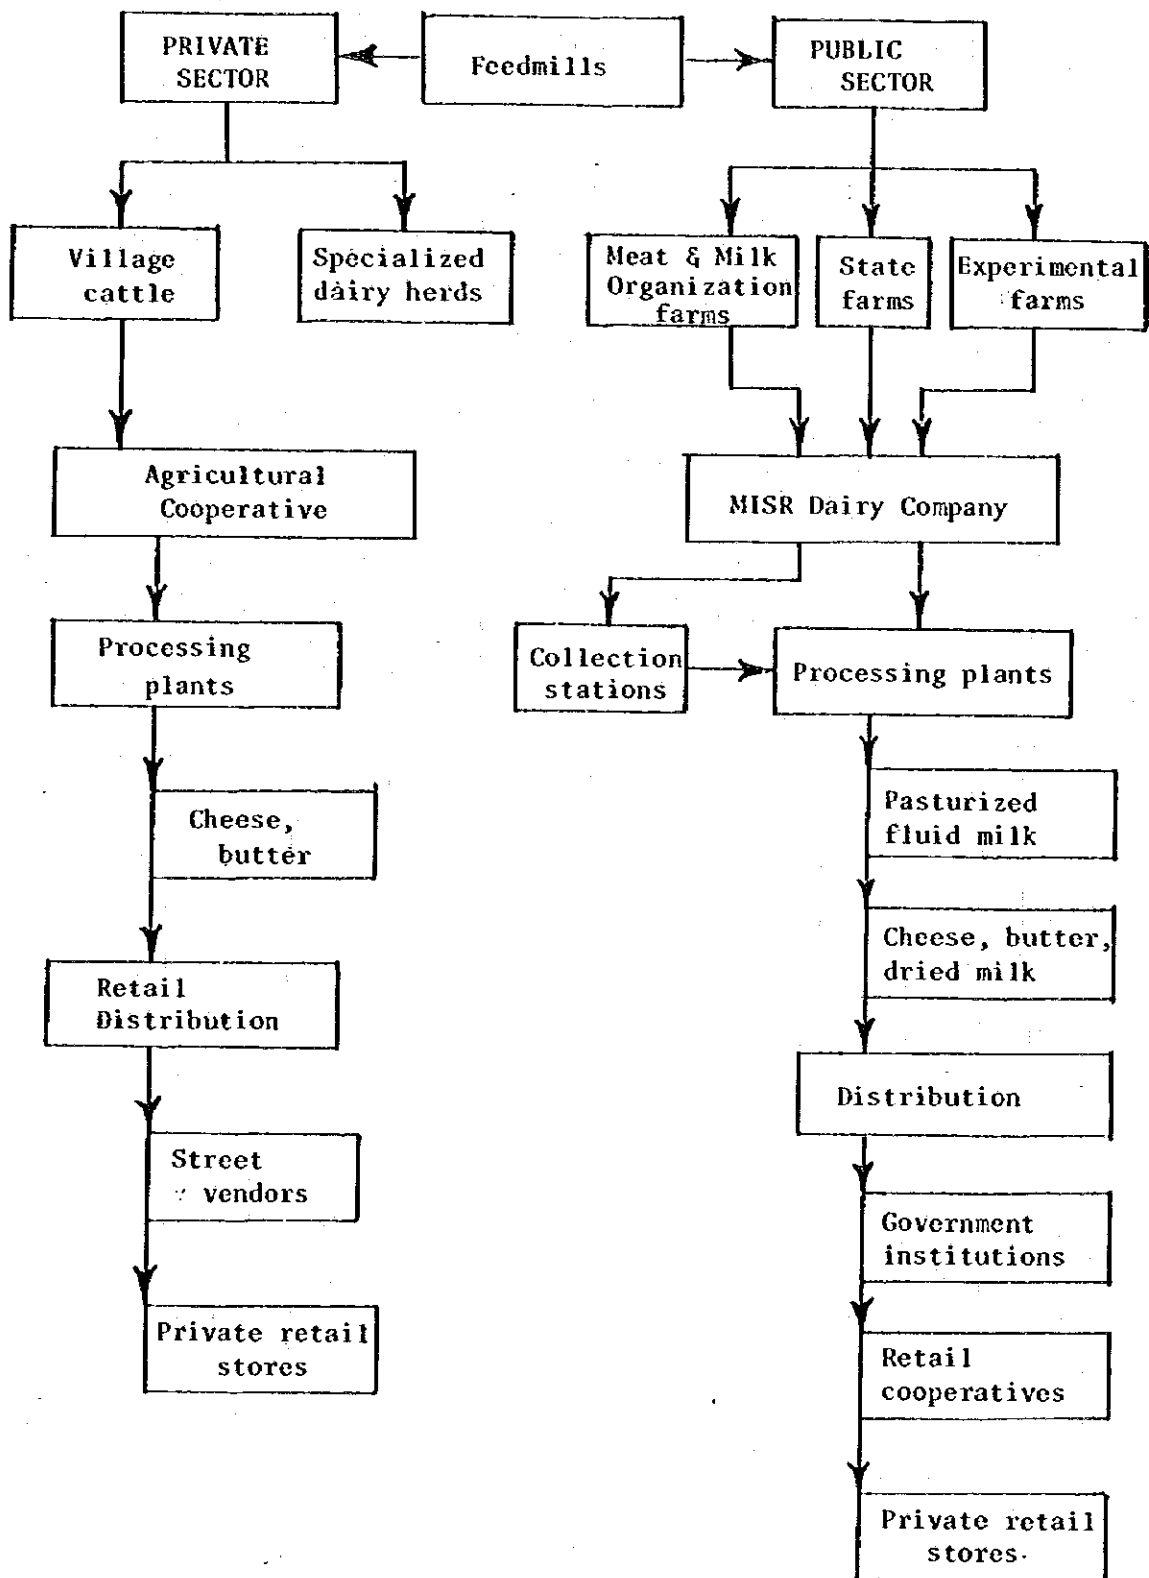 PRIVATE
SECTOR
Feedmills
PUBLIC
SECTOR
Village
cattle
Specialized
dairy herds
Meat & Milk
Organization
farms
State
farms
Experimental
farms
Agricultural
Cooperative
MISR Dairy Company
Processing
plants
Collection
stations
Processing plants
Cheese,
butter
Pasturized
fluid milk
Cheese, butter,
dried milk
Retail
Distribution
Distribution
Street
vendors
Government
institutions
Private retail
stores
Retail
cooperatives
Private retail
stores.